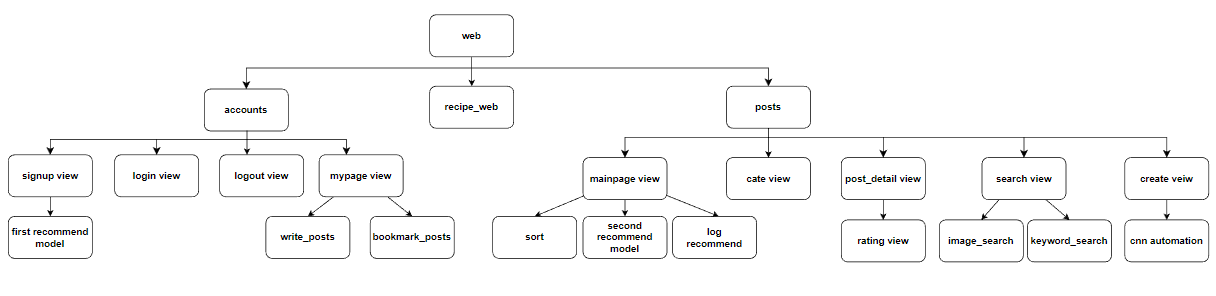 web
accounts
recipe_web
posts
signup view
login view
logout view
mypage view
mainpage view
cate view
post_detail view
search view
create veiw
first recommend
model
write_posts
bookmark_posts
sort
second
recommend
model
log
recommend
rating view
image_search
keyword_search
cnn automation